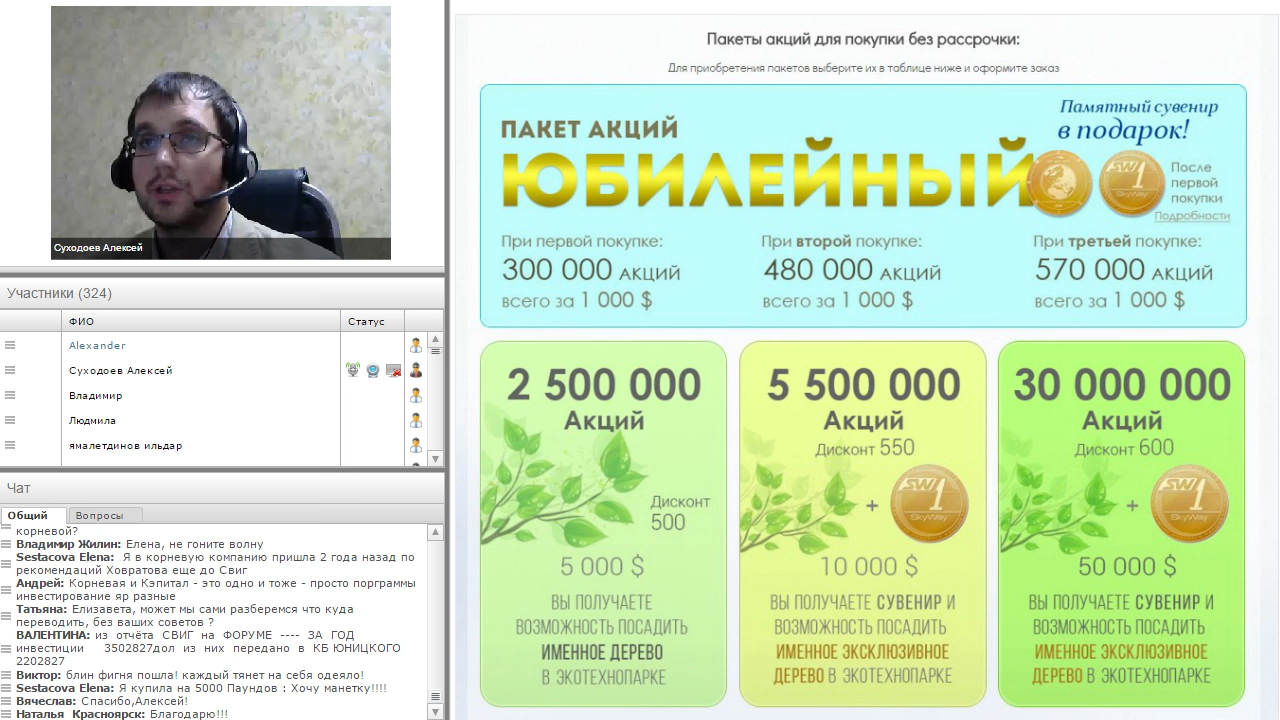 Суходоев Алексей
Участники (324)
ФИО
Статус
Alexander
Суходоев Алексей
Владимир
Людмила
ямалетдинов ильдар
Чат
Общий
Вопросы
корневой?
Владимир Жилин: Елена, не гоните волну
Sestacova Elena: Я в корневую компанию пришла 2 года назад по
рекомендаций Ховратова еще до Свиг
Андрей: Корневая и Кэпитал - это одно и тоже - просто порграммы
инвестирование яр разные
Татьяна: Елизавета, может мы сами разберемся что куда
переводить, без ваших советов ?
ВАЛЕНТИНА: из отчёта СВИГ на ФОРУМЕ ---- ЗА ГОД
инвестиции 3502827дол из них передано в КБ ЮНИЦКОГО
2202827
Виктор: блин фигня пошла! каждый тянет на себя одеяло!
Sestacova Elena: Я купила на 5000 Паундов : Хочу манетку!!!!
Вячеслав: Спасибо,Алексей!
Наталья Красноярск: Благодарю!!!
Пакеты акций для покупки без рассрочки:
Для приобретения пакетов выберите их в таблице ниже и оформите заказ
ПАКЕТ АКЦИЙ
ЮБИЛЕЙНЫЙ
Памятный сувенир
в подарок!
SW 1
SkyWay
После
первой
покупки
Подробности
При первой покупке:
300 000 АКЦИЙ
всего за 1 000 $
При второй покупке:
480 000 АКЦИЙ
всего за 1 000 $
При третьей покупке:
570 000 АКЦИЙ
всего за 1 000 $
2 500 000
Акций
Дисконт
500
5 000 $
ВЫ ПОЛУЧАЕТЕ
ВОЗМОЖНОСТЬ ПОСАДИТЬ
ИМЕННОЕ ДЕРЕВО
В ЭКОТЕХНОПАРКЕ
5 500 000
Акций
Дисконт 550
+
SW 1
SkyWay
10 000 $
ВЫ ПОЛУЧАЕТЕ СУВЕНИР И
ВОЗМОЖНОСТЬ ПОСАДИТЬ
ИМЕННОЕ ЭКСКЛЮЗИВНОЕ
ДЕРЕВО В ЭКОТЕХНОПАРКЕ
30 000 000
Акций
Дисконт 600
+
SW 1
SkyWay
50 000 $
ВЫ ПОЛУЧАЕТЕ СУВЕНИР И
ВОЗМОЖНОСТЬ ПОСАДИТЬ
ИМЕННОЕ ЭКСКЛЮЗИВНОЕ
ДЕРЕВО В ЭКОТЕХНОПАРКЕ